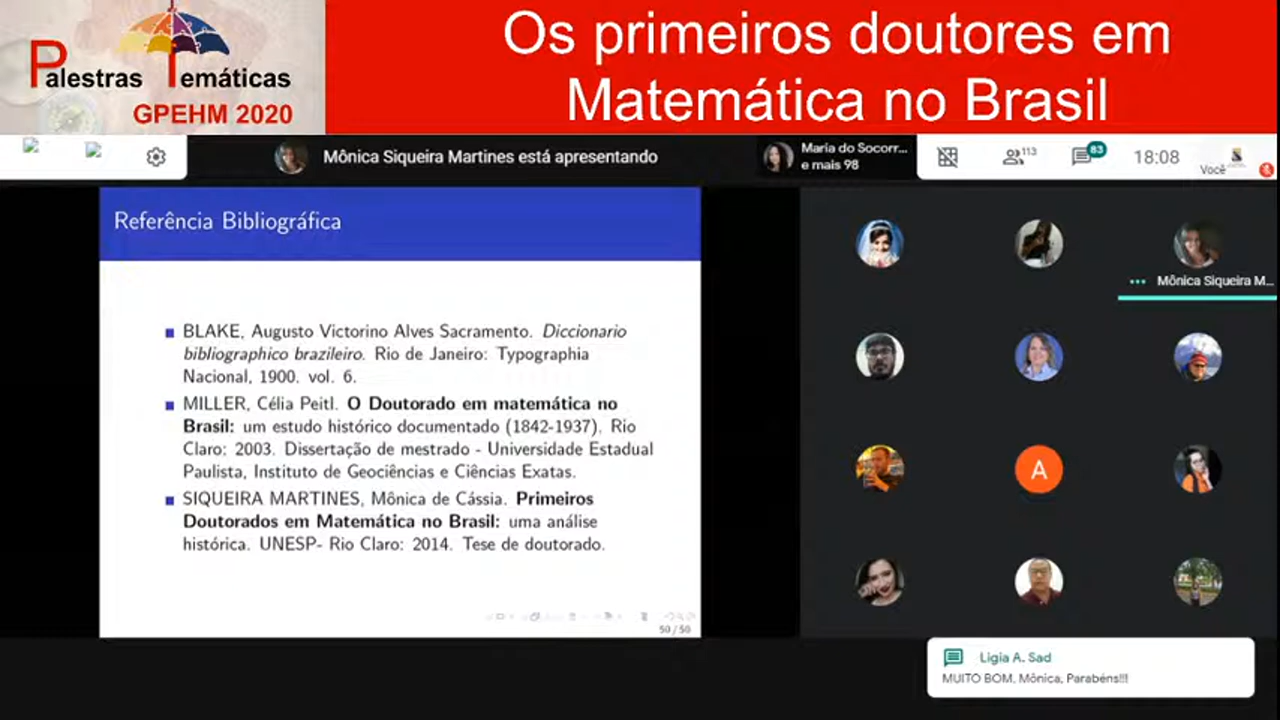 Palestras Temáticas
GPEHM 2020
Os primeiros doutores em
Matemática no Brasil
Mônica Siqueira Martines está apresentando
Maria do Socorr...
e mais 98
113
83
18:08
Você
Referência Bibliográfica
BLAKE, Augusto Victorino Alves Sacramento. Diccionario
bibliographico brazileiro. Rio de Janeiro: Typographia
Nacional, 1900. vol. 6.
MILLER, Célia Peitl. O Doutorado em matemática no
Brasil: um estudo histórico documentado (1842-1937). Rio
Claro: 2003. Dissertação de mestrado - Universidade Estadual
Paulista, Instituto de Geociências e Ciências Exatas.
SIQUEIRA MARTINES, Mônica de Cássia. Primeiros
Doutorados em Matemática no Brasil: uma análise
histórica. UNESP- Rio Claro: 2014. Tese de doutorado.
50/50
Mônica Siqueira M...
A
Ligia A. Sad
MUITO BOM, Mônica, Parabéns!!!